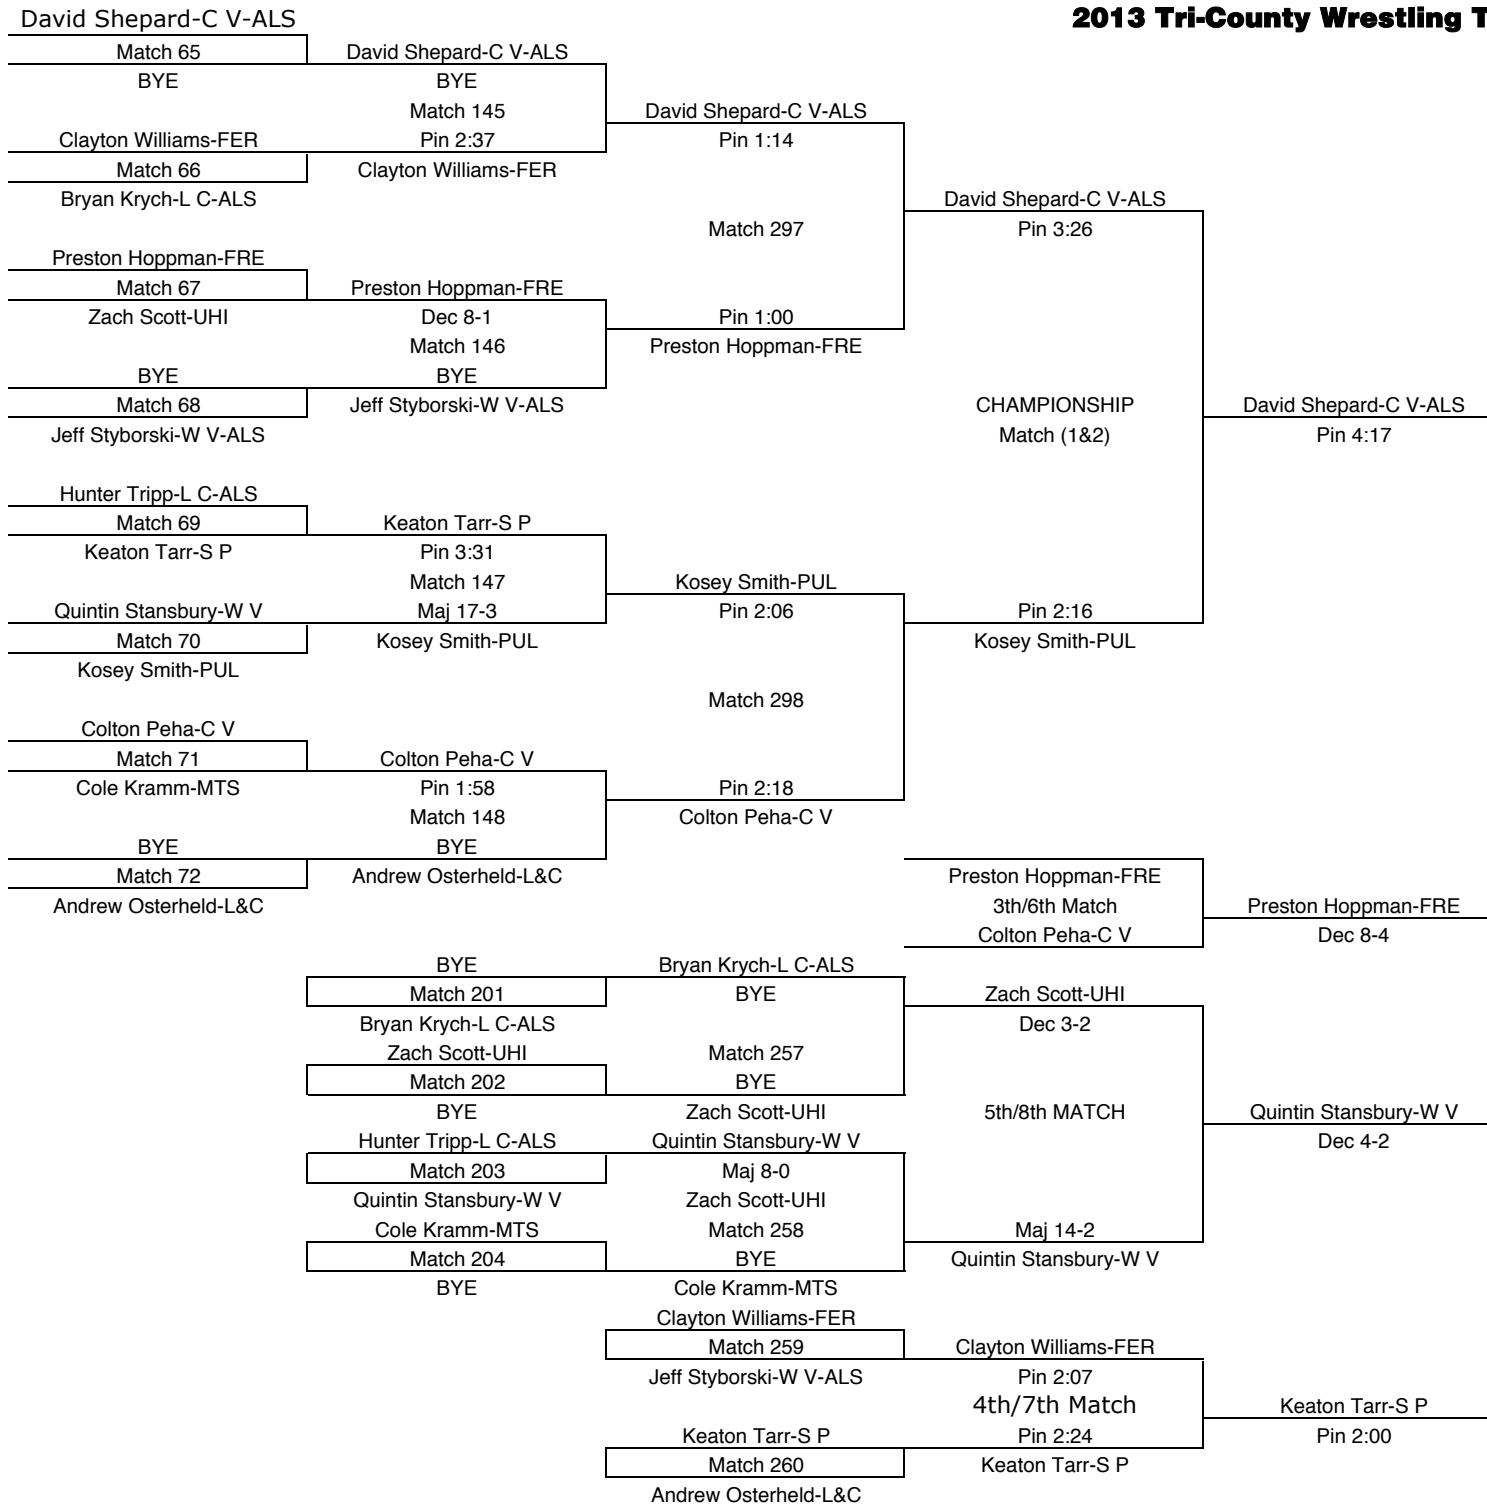 David Shepard-C V-ALS
2013 Tri-County Wrestling T
Match 65
David Shepard-C V-ALS
BYE
BYE
Match 145
David Shepard-C V-ALS
Clayton Williams-FER
Pin 2:37
Pin 1:14
Match 66
Clayton Williams-FER
Bryan Krych-L C-ALS
David Shepard-C V-ALS
Match 297
Pin 3:26
Preston Hoppman-FRE
Match 67
Preston Hoppman-FRE
Zach Scott-UHI
Dec 8-1
Pin 1:00
Match 146
Preston Hoppman-FRE
BYE
BYE
Match 68
Jeff Styborski-W V-ALS
CHAMPIONSHIP
David Shepard-C V-ALS
Jeff Styborski-W V-ALS
Match (1&2)
Pin 4:17
Hunter Tripp-L C-ALS
Match 69
Keaton Tarr-S P
Keaton Tarr-S P
Pin 3:31
Match 147
Kosey Smith-PUL
Quintin Stansbury-W V
Maj 17-3
Pin 2:06
Pin 2:16
Match 70
Kosey Smith-PUL
Kosey Smith-PUL
Kosey Smith-PUL
Match 298
Colton Peha-C V
Match 71
Colton Peha-C V
Cole Kramm-MTS
Pin 1:58
Pin 2:18
Match 148
Colton Peha-C V
BYE
BYE
Match 72
Andrew Osterheld-L&C
Preston Hoppman-FRE
Andrew Osterheld-L&C
3th/6th Match
Preston Hoppman-FRE
Colton Peha-C V
Dec 8-4
BYE
Bryan Krych-L C-ALS
Match 201
BYE
Zach Scott-UHI
Bryan Krych-L C-ALS
Dec 3-2
Zach Scott-UHI
Match 257
Match 202
BYE
BYE
Zach Scott-UHI
5th/8th MATCH
Quintin Stansbury-W V
Hunter Tripp-L C-ALS
Quintin Stansbury-W V
Dec 4-2
Match 203
Maj 8-0
Quintin Stansbury-W V
Zach Scott-UHI
Cole Kramm-MTS
Match 258
Maj 14-2
Match 204
BYE
Quintin Stansbury-W V
BYE
Cole Kramm-MTS
Clayton Williams-FER
Match 259
Clayton Williams-FER
Jeff Styborski-W V-ALS
Pin 2:07
4th/7th Match
Keaton Tarr-S P
Keaton Tarr-S P
Pin 2:24
Pin 2:00
Match 260
Keaton Tarr-S P
Andrew Osterheld-L&C